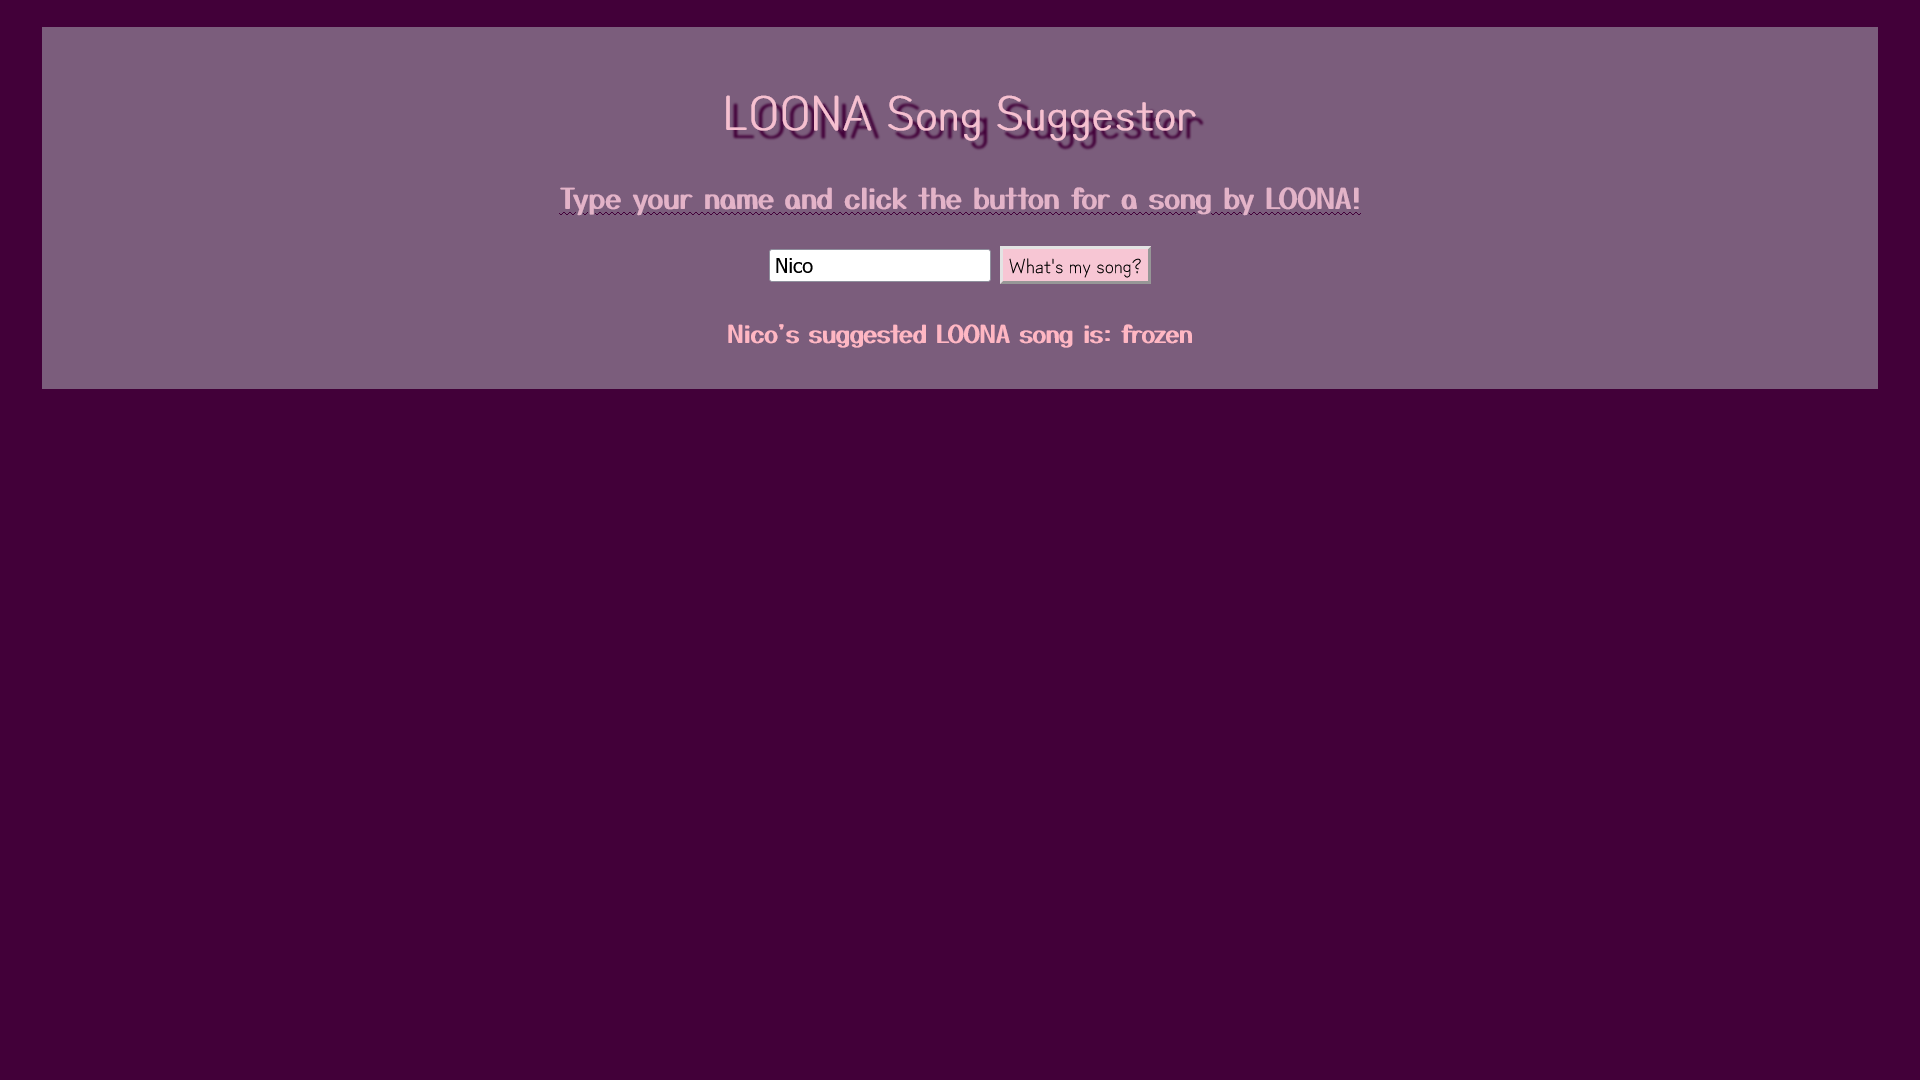 LOONA Song Suggestor
Type your name and click the button for a song by LOONA!
Nico What's my song?
Nico's suggested LOONA song is: frozen